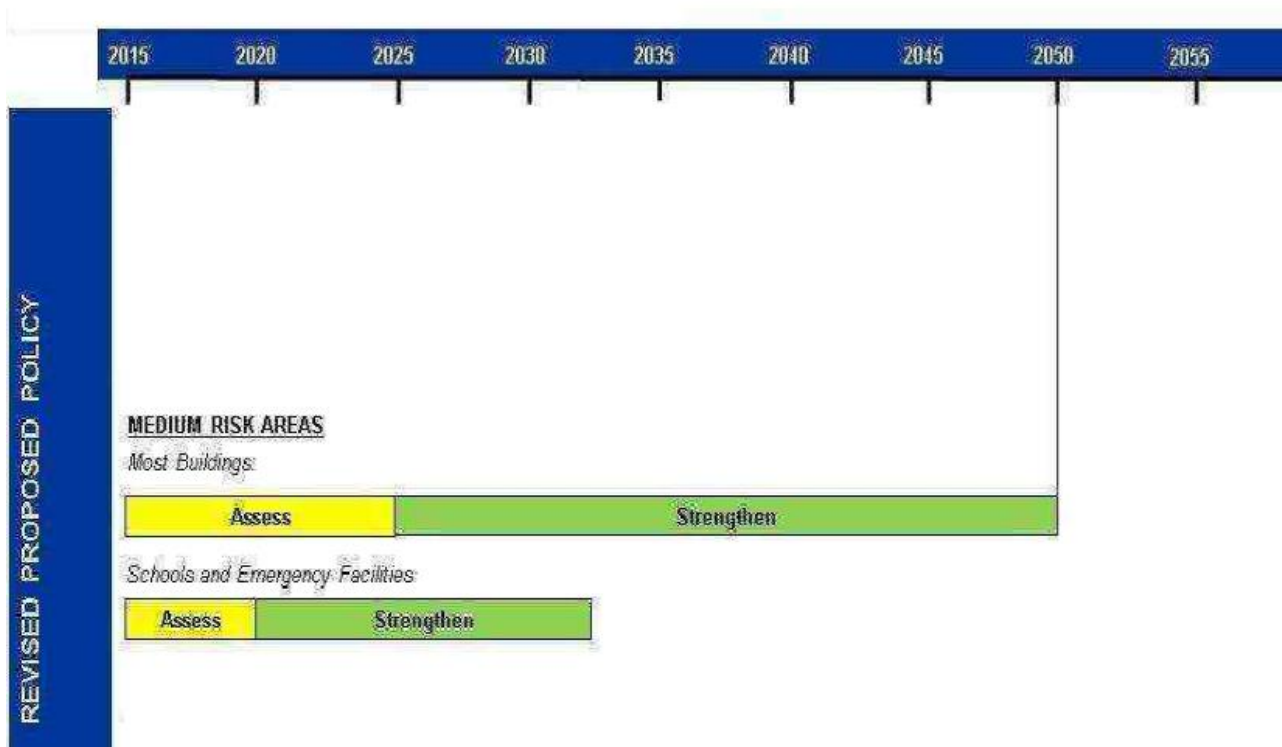 2015 2020 2025 2030 2035 2040 2045 2050 2055
REVISED PROPOSED POLICY
MEDIUM RISK AREAS
Most Buildings:
Assess Strengthen
Schools and Emergency Facilities
Assess Strengthen